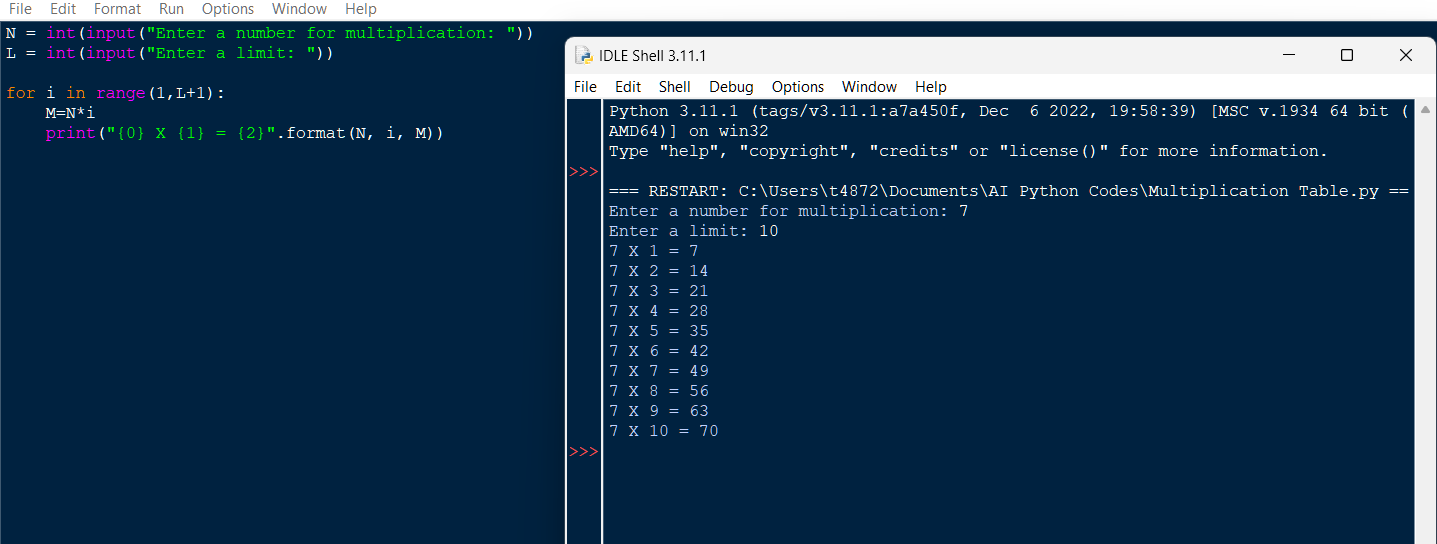 File Edit Format Run Options Window Help
N = int(input("Enter a number for multiplication: "))
L = int(input("Enter a limit: "))
for i in range(1,L+1):
    M=N*i
    print("{0} X {1} = {2}".format(N, i, M))
IDLE Shell 3.11.1
File Edit Shell Debug Options Window Help
Python 3.11.1 (tags/v3.11.1:a7a450f, Dec  6 2022, 19:58:39) [MSC v.1934 64 bit (
AMD64)] on win32
Type "help", "copyright", "credits" or "license()" for more information.
>>>
=== RESTART: C:\Users\t4872\Documents\AI Python Codes\Multiplication Table.py ==
Enter a number for multiplication: 7
Enter a limit: 10
7 X 1 = 7
7 X 2 = 14
7 X 3 = 21
7 X 4 = 28
7 X 5 = 35
7 X 6 = 42
7 X 7 = 49
7 X 8 = 56
7 X 9 = 63
7 X 10 = 70
>>>